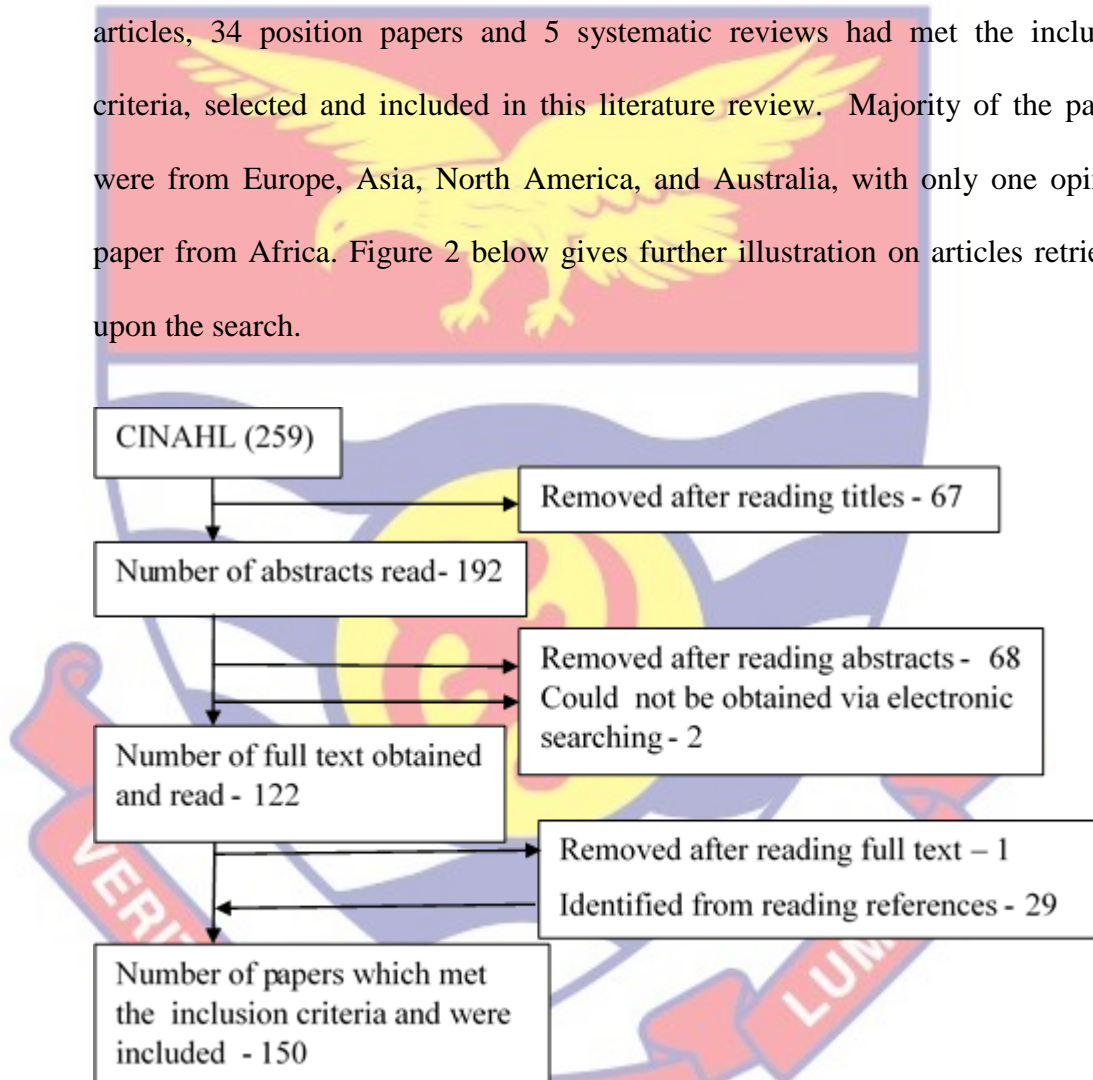 articles, 34 position papers and 5 systematic reviews had met the inclu
criteria, selected and included in this literature review. Majority of the pa
were from Europe, Asia, North America, and Australia, with only one opi
paper from Africa. Figure 2 below gives further illustration on articles retrie
upon the search.
CINAHL (259)
Removed after reading titles - 67
Number of abstracts read- 192
Removed after reading abstracts - 68
Could not be obtained via electronic
searching - 2
Number of full text obtained
and read - 122
Removed after reading full text – 1
Identified from reading references - 29
Number of papers which met
the inclusion criteria and were
included - 150
VERI
LUM